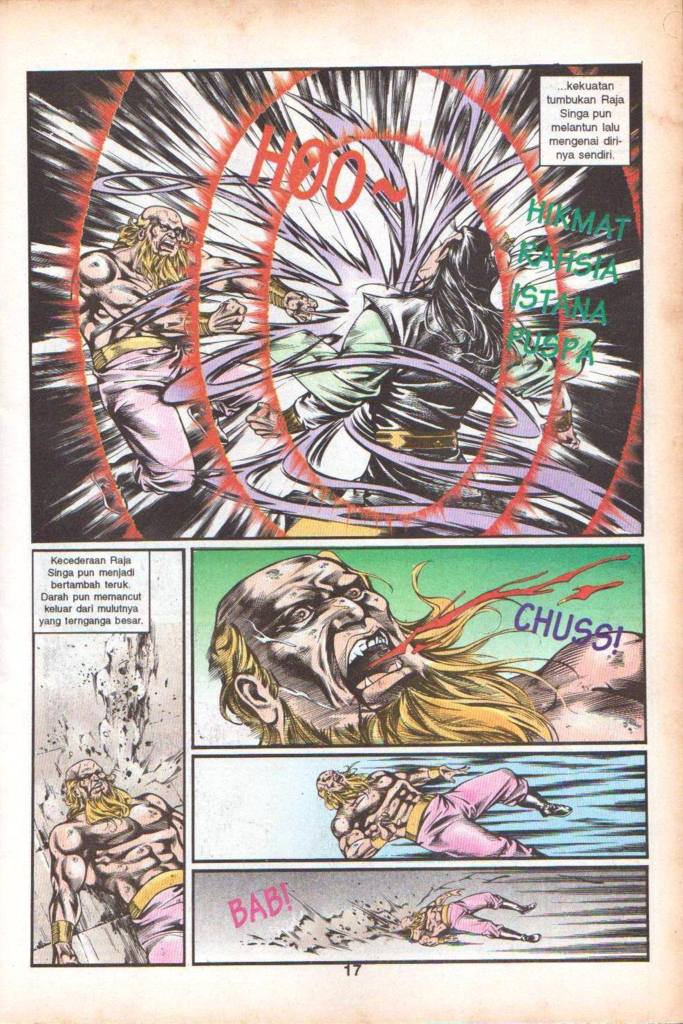 ...kekuatan
tumbukan Raja
Singa pun
melantun lalu
mengenai diri-
nya sendiri.
HOO~
HIKMAT
RAHSIA
ISTANA
PUSPA
Kecederaan Raja
Singa pun menjadi
bertambah teruk.
Darah pun memancut
keluar dari mulutnya
yang ternganga besar.
CHUSS!
BAB!
17